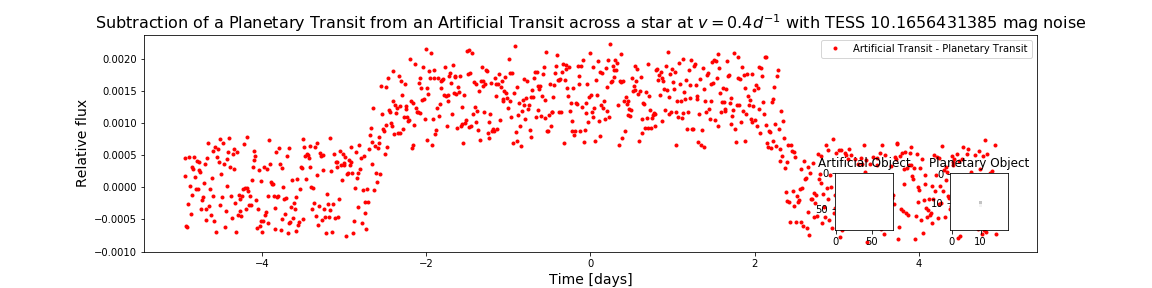 Subtraction of a Planetary Transit from an Artificial Transit across a star at v = 0.4d⁻¹ with TESS 10.1656431385 mag noise
Artificial Transit - Planetary Transit
Relative flux
0.0020
0.0015
0.0010
0.0005
0.0000
−0.0005
−0.0010
Artificial Object
0
50
0 50
Planetary Object
0
10
0 10
−4 −2 0 2 4
Time [days]